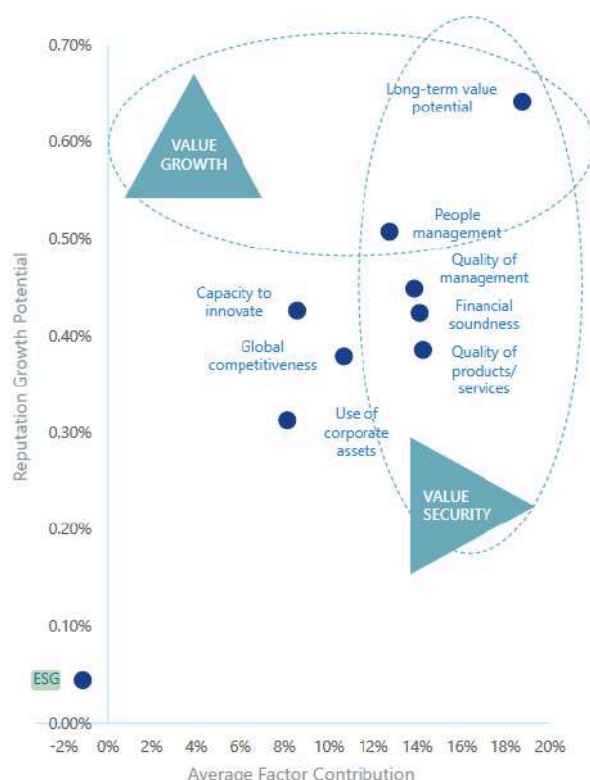 0.70%
Long-term value
potential
VALUE
GROWTH
0.60%
People
management
0.50%
Quality of
management
Capacity to
innovate
Financial
soundness
0.40%
Global
competitiveness
Quality of
products/
services
0.30%
Use of
corporate
assets
VALUE
SECURITY
0.20%
0.10%
ESG
0.00%
-2% 0% 2% 4% 6% 8% 10% 12% 14% 16% 18% 20%
Average Factor Contribution
Reputation Growth Potential